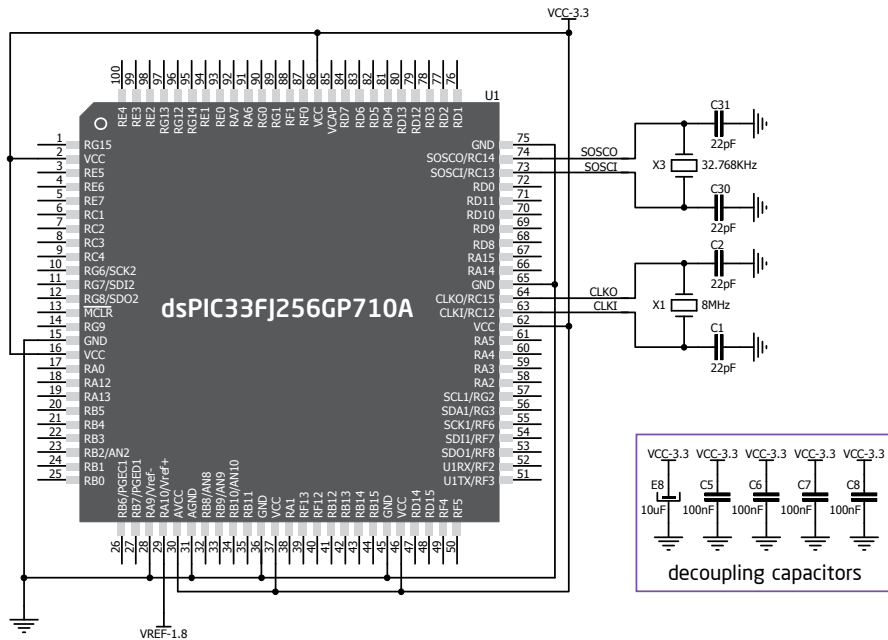 VCC-3.3
100 99 98 97 96 95 94 93 92 91 90 89 88 87 86 85 84 83 82 81 80 79 78 77 76
U1
RE4 RE3 RE2 RG13 RG12 RG14 RE1 RE0 RA7 RA6 RG0 RG1 RF1 RF0 VCC VCAP RD7 RD6 RD5 RD4 RD13 RD12 RD3 RD2 RD1
1 RG15
2 VCC
3 RE5
4 RE6
5 RE7
6 RC1
7 RC2
8 RC3
9 RC4
10 RG6/SCK2
11 RG7/SDI2
12 RG8/SDO2
13 MCLR
14 RG9
15 GND
16 VCC
17 RA0
18 RA12
19 RA13
20 RB5
21 RB4
22 RB3
23 RB2/AN2
24 RB1
25 RB0
dsPIC33FJ256GP710A
GND 75
SOSCO/RC14 74
SOSCI/RC13 73
RD0 72
RD11 71
RD10 70
RD9 69
RD8 68
RA15 67
RA14 66
GND 65
CLKO/RC15 64
CLKI/RC12 63
VCC 62
RA5 61
RA4 60
RA3 59
RA2 58
SCL1/RG2 57
SDA1/RG3 56
SCK1/RF6 55
SDI1/RF7 54
SDO1/RF8 53
U1RX/RF2 52
U1TX/RF3 51
RB6/PGEC1 RB7/PGED1 RA9/Vref- RA10/Vref+ AVCC AGND RB8/AN8 RB9/AN9 RB10/AN10 RB11 GND VCC RA1 RF13 RF12 RB12 RB13 RB14 RB15 GND VCC RD14 RD15 RF4 RF5
26 27 28 29 30 31 32 33 34 35 36 37 38 39 40 41 42 43 44 45 46 47 48 49 50
VREF-1.8
SOSCO
SOSCI
C31
22pF
X3 32.768KHz
C30
22pF
CLKO
CLKI
C2
22pF
X1 8MHz
C1
22pF
VCC-3.3 VCC-3.3 VCC-3.3 VCC-3.3 VCC-3.3
E8 C5 C6 C7 C8
10uF 100nF 100nF 100nF 100nF
decoupling capacitors